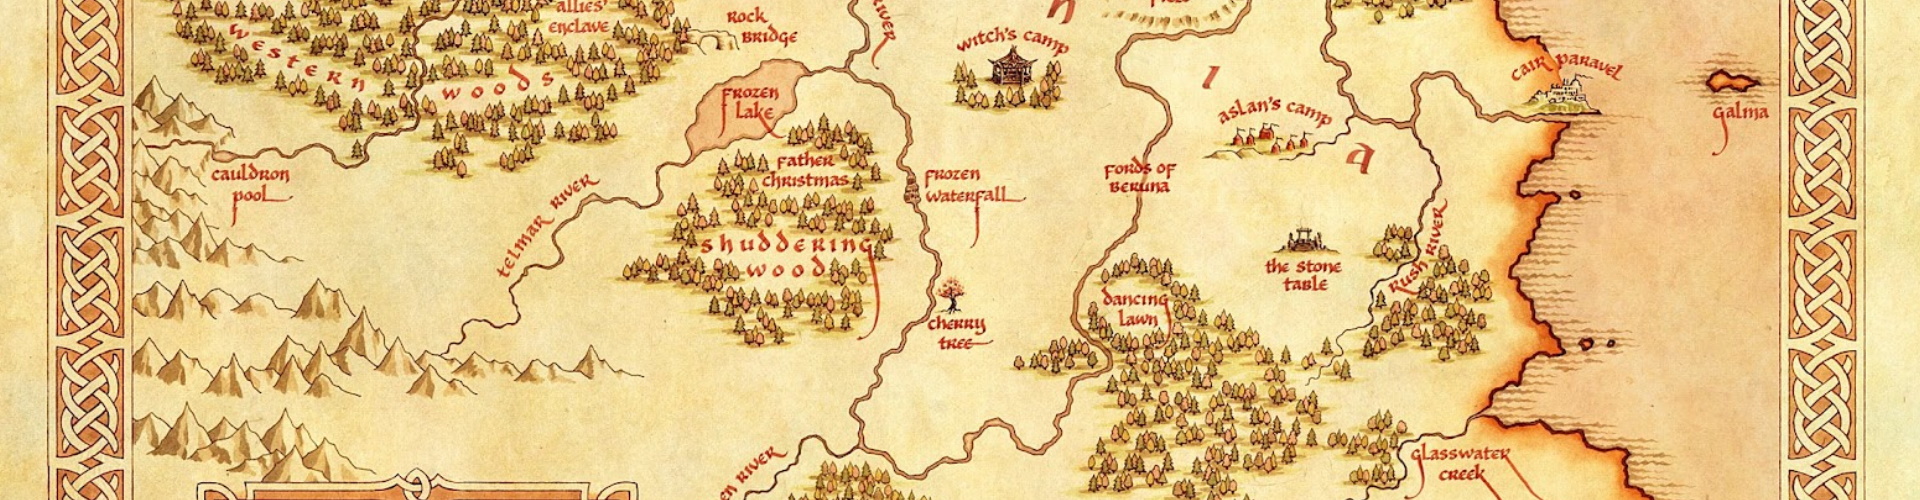 allies'
enclave
rock
bridge
river
witch's camp
n
western
woods
i
cair paravel
frozen
lake
aslan's camp
galma
a
father
christmas
cauldron
pool
telmar river
frozen
waterfall
fords of
beruna
shuddering
wood
rush river
the stone
table
dancing
lawn
cherry
tree
river
glasswater
creek